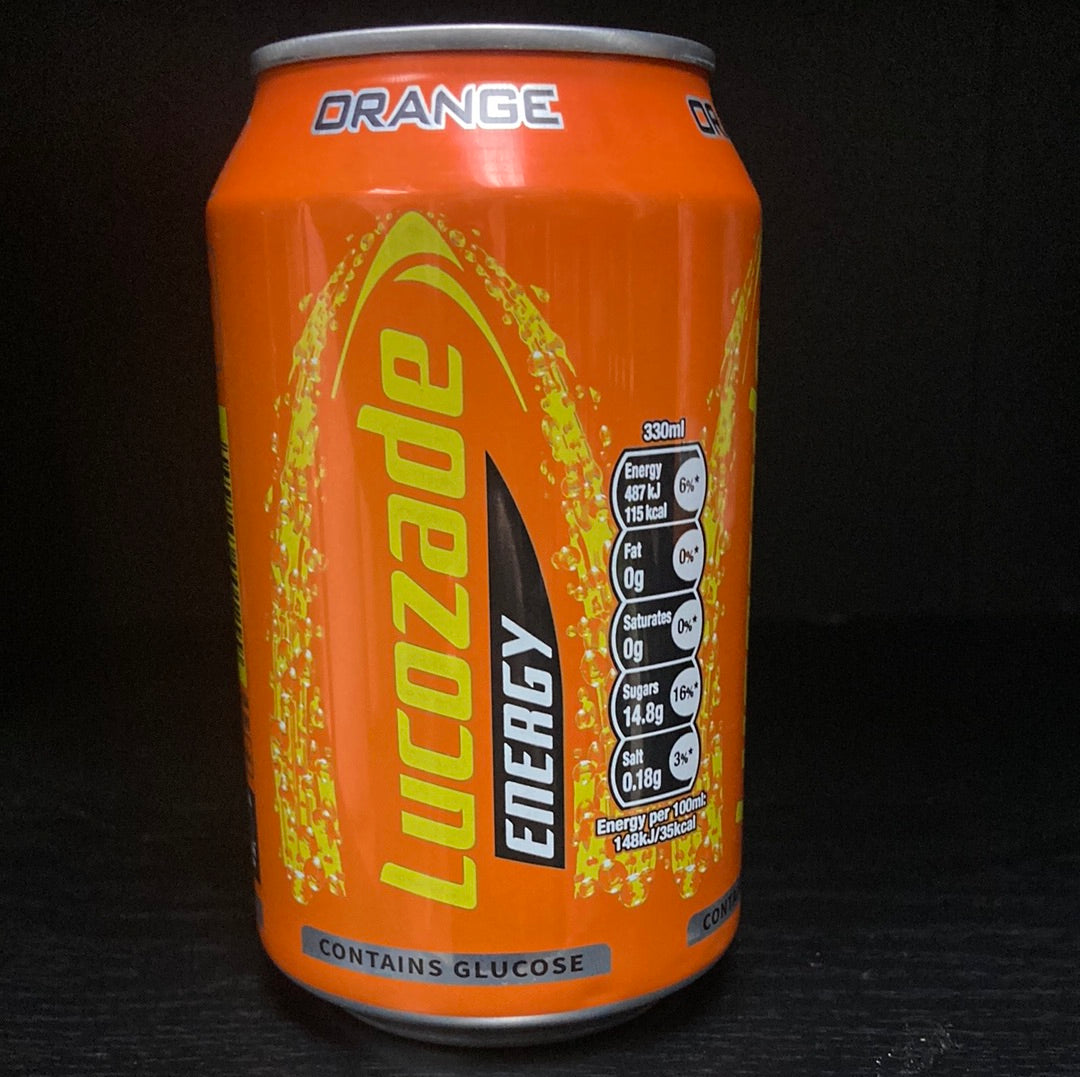 ORANGE
Lucozade
ENERGY
330ml
Energy
487 kJ
115 kcal
6%*
Fat
0g
0%*
Saturates
0g
0%*
Sugars
14.8g
16%*
Salt
0.18g
3%*
Energy per 100ml:
148kJ/35kcal
CONTAINS GLUCOSE